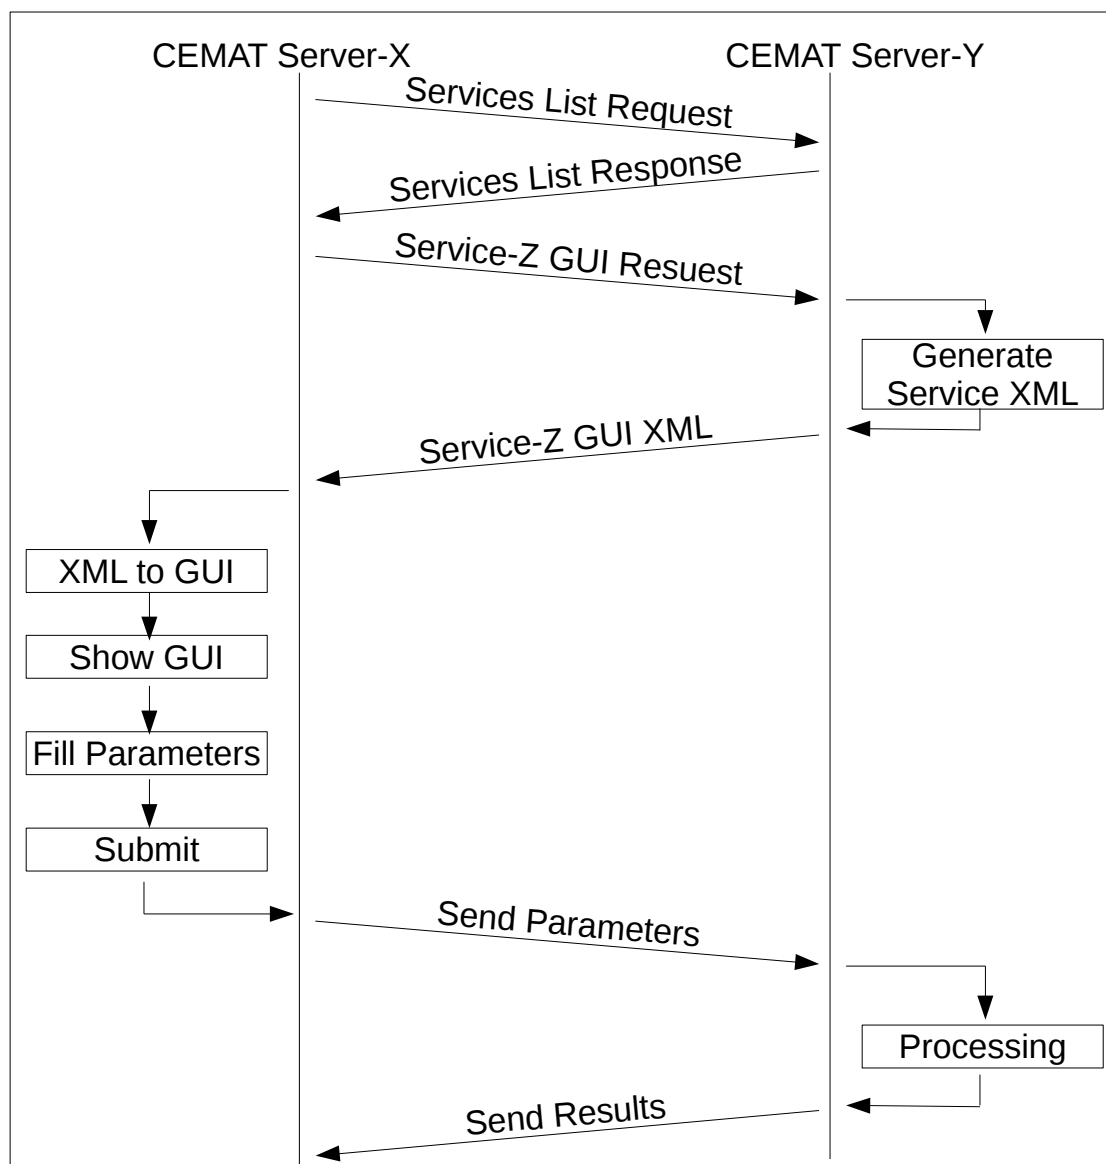 CEMAT Server-X
CEMAT Server-Y
Services List Request
Services List Response
Service-Z GUI Resuest
Generate
Service XML
Service-Z GUI XML
XML to GUI
Show GUI
Fill Parameters
Submit
Send Parameters
Processing
Send Results